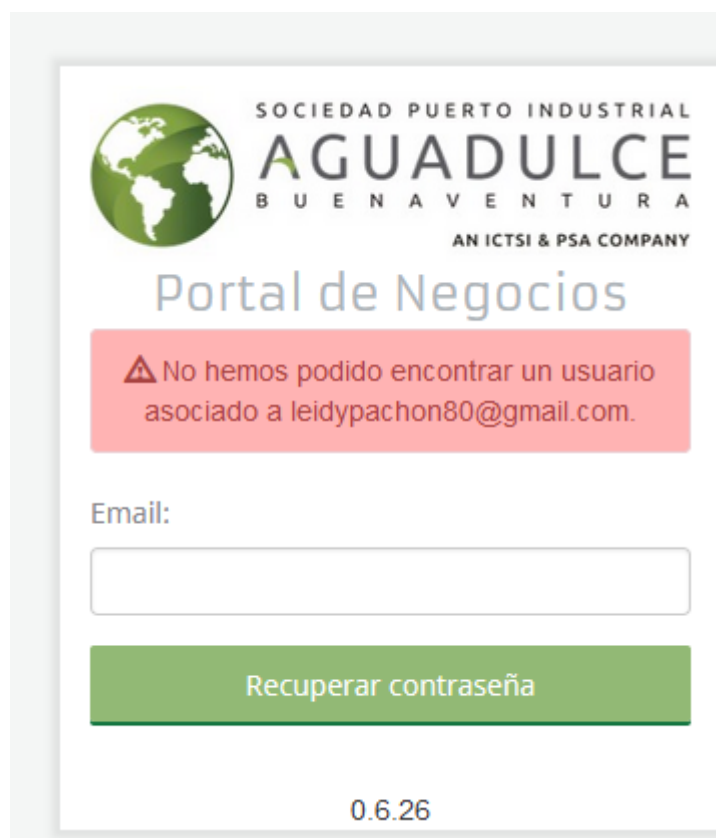 SOCIEDAD PUERTO INDUSTRIAL
AGUADULCE
BUENAVENTURA
AN ICTSI & PSA COMPANY
Portal de Negocios
No hemos podido encontrar un usuario
asociado a leidypachon80@gmail.com.
Email:
Recuperar contraseña
0.6.26